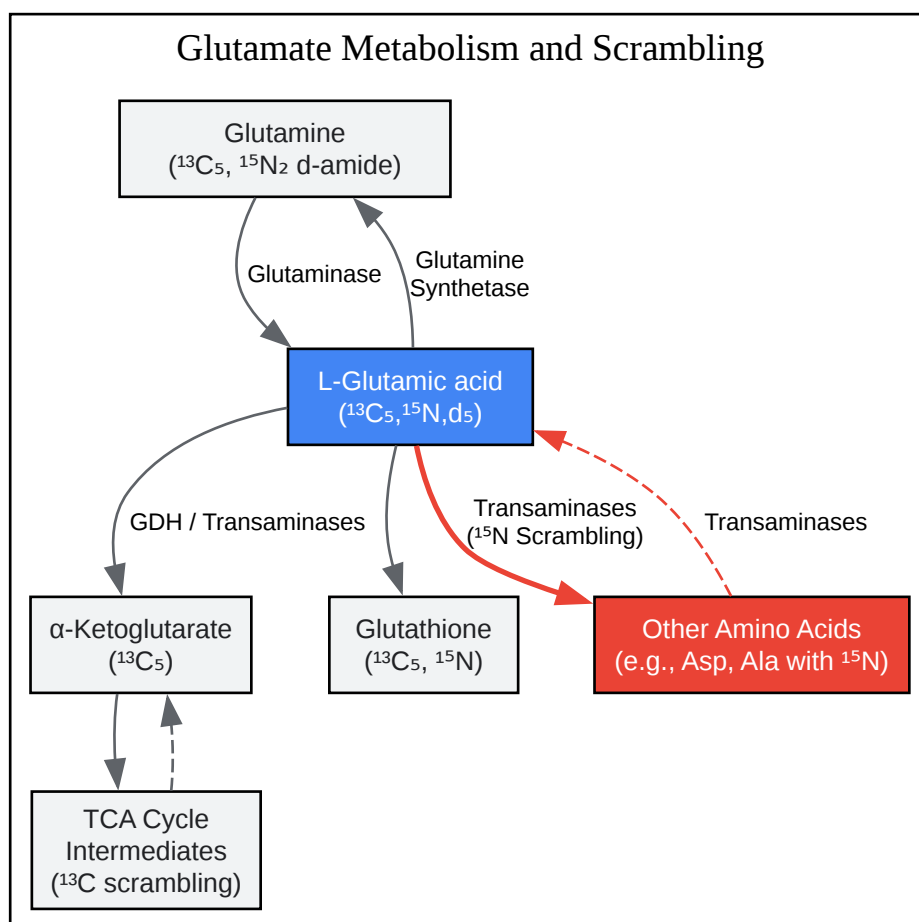 Glutamate Metabolism and Scrambling
Glutamine
(¹³C₅, ¹⁵N₂ d-amide)
Glutaminase
Glutamine
Synthetase
L-Glutamic acid
(¹³C₅,¹⁵N,d₅)
GDH / Transaminases
Transaminases
(¹⁵N Scrambling)
Transaminases
α-Ketoglutarate
(¹³C₅)
Glutathione
(¹³C₅, ¹⁵N)
Other Amino Acids
(e.g., Asp, Ala with ¹⁵N)
TCA Cycle
Intermediates
(¹³C scrambling)